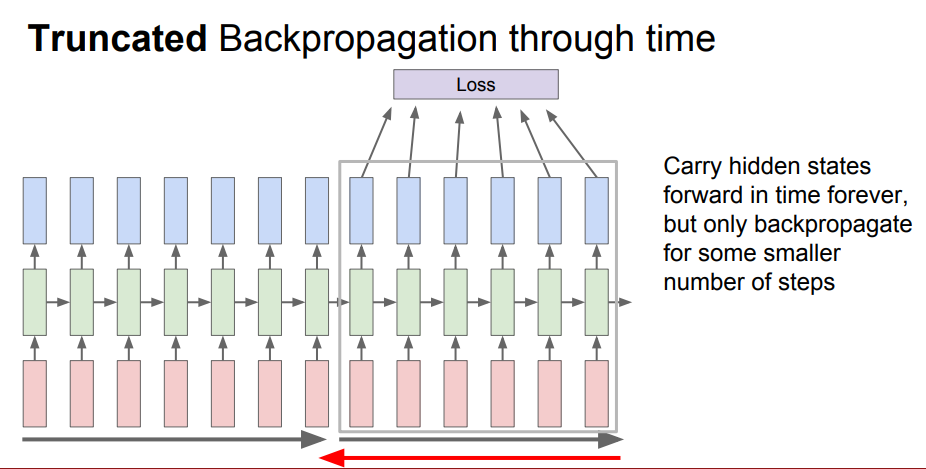 Truncated Backpropagation through time
Loss
Carry hidden states
forward in time forever,
but only backpropagate
for some smaller
number of steps